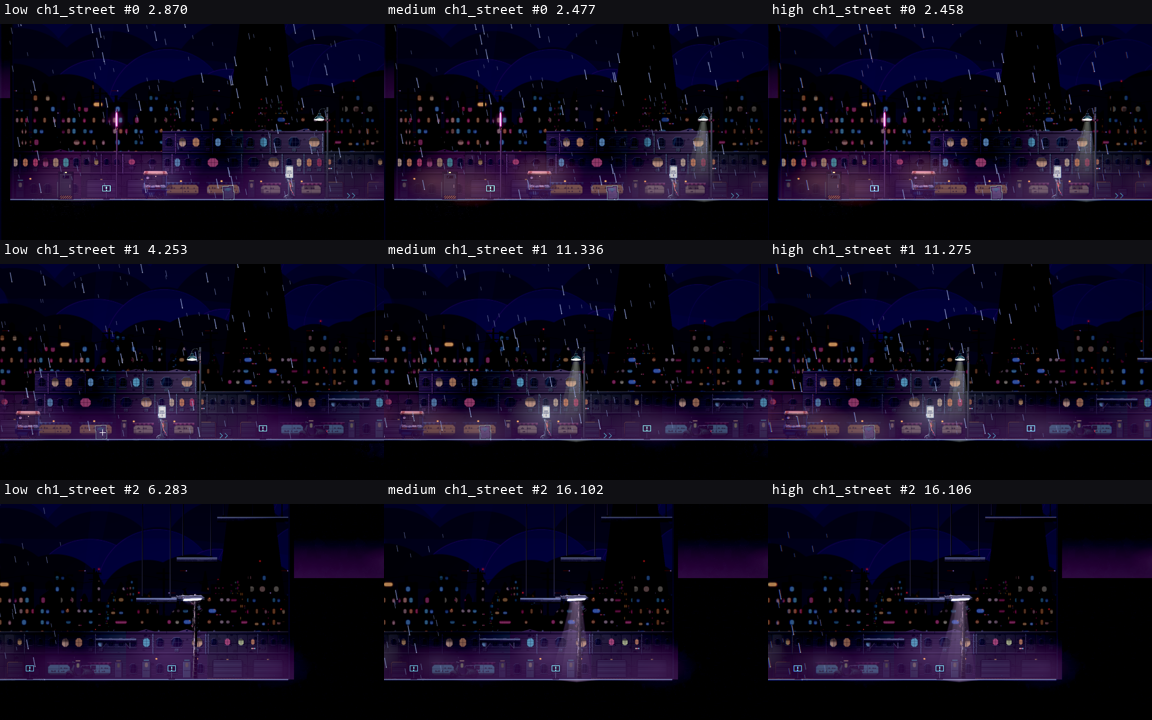 low ch1_street #0 2.870
medium ch1_street #0 2.477
high ch1_street #0 2.458
low ch1_street #1 4.253
medium ch1_street #1 11.336
high ch1_street #1 11.275
low ch1_street #2 6.283
medium ch1_street #2 16.102
high ch1_street #2 16.106